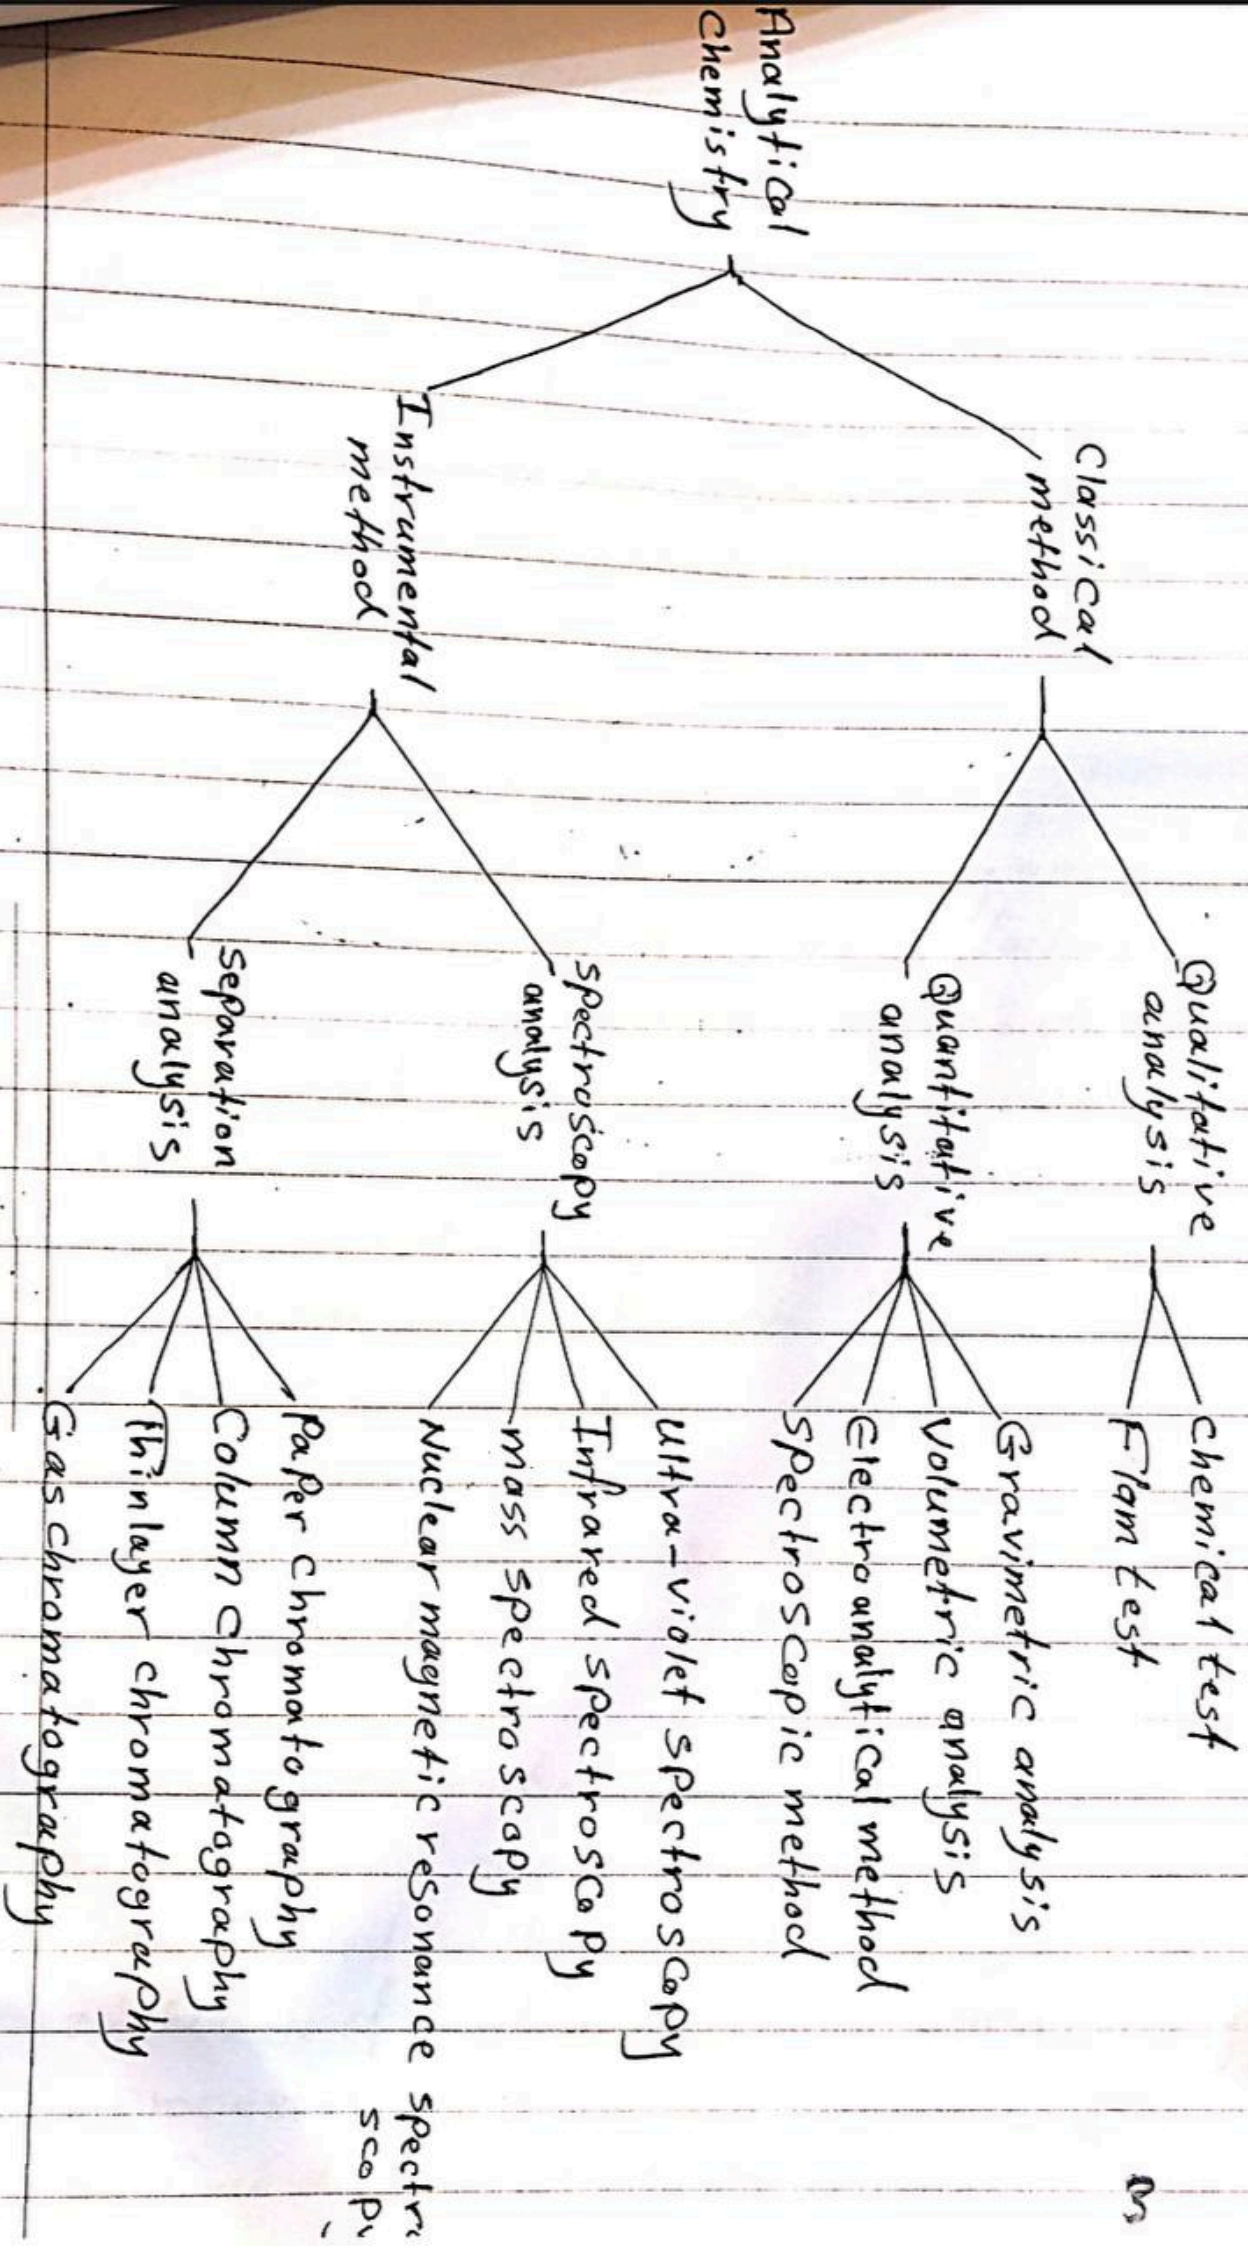 Analytical
Chemistry
Classical
method
Instrumental
method
Qualitative
analysis
Quantitative
analysis
spectroscopy
analysis
Separation
analysis
Chemical test
Flam test
Gravimetric analysis
Volumetric analysis
Electroanalytical method
Spectroscopic method
Ultra-violet spectroscopy
Infrared spectroscopy
mass spectroscopy
Nuclear magnetic resonance spectro
scopy
Paper chromatography
Column chromatography
Thin layer chromatography
Gas chromatography